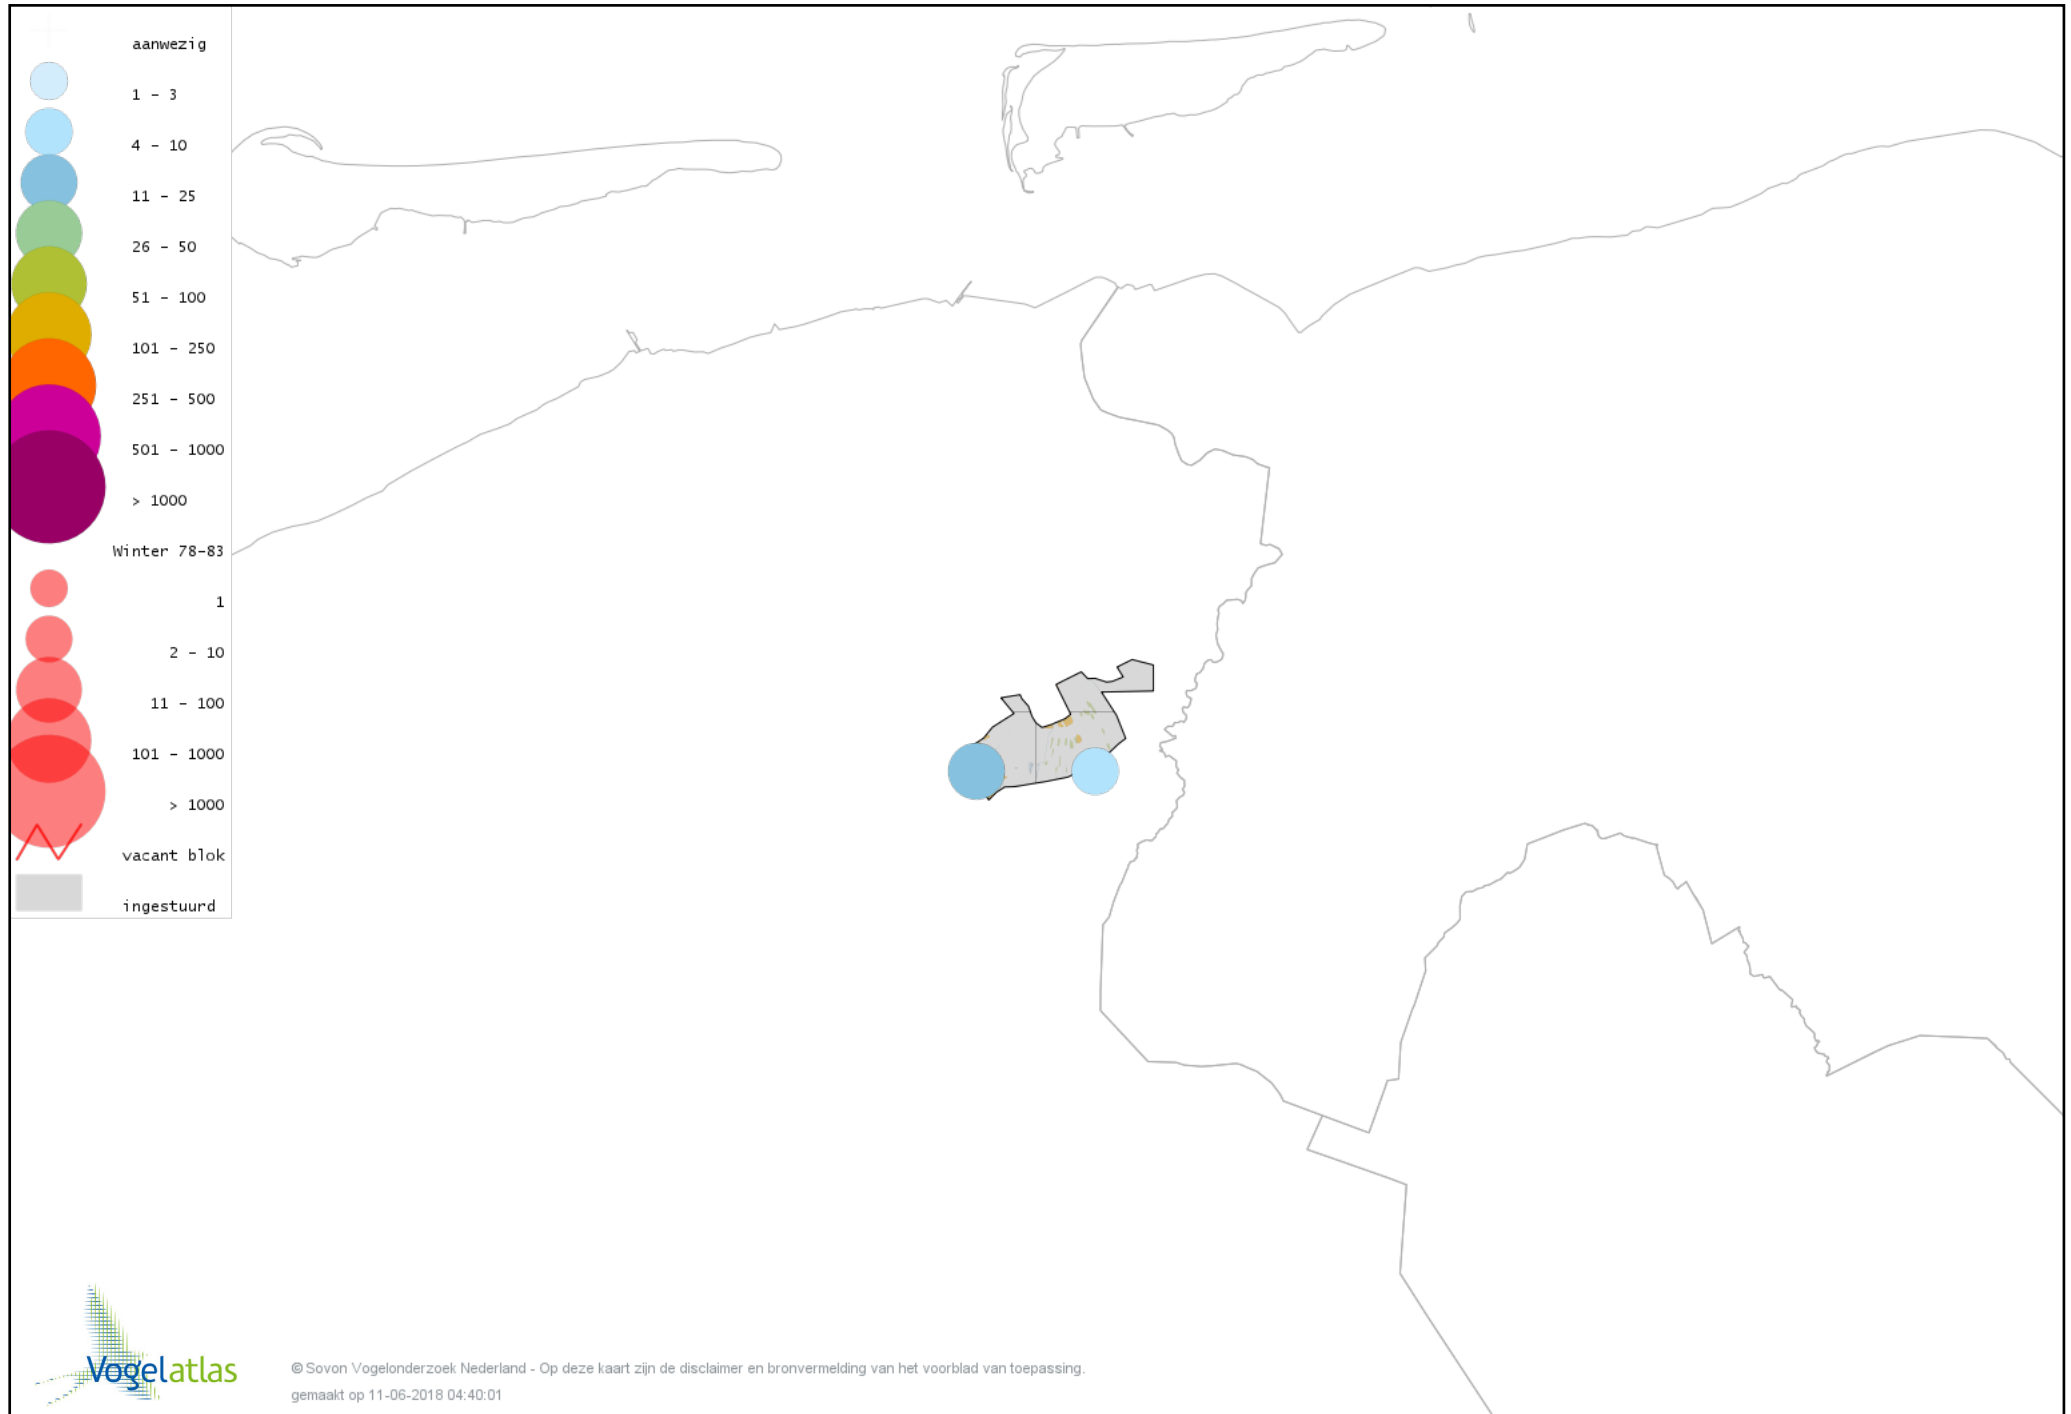 aanwezig
1 - 3
4 - 10
11 - 25
26 - 50
51 - 100
101 - 250
251 - 500
501 - 1000
> 1000
Winter 78-83
1
2 - 10
11 - 100
101 - 1000
> 1000
vacant blok
ingestuurd
Vogelatlas
© Sovon Vogelonderzoek Nederland - Op deze kaart zijn de disclaimer en bronvermelding van het voorblad van toepassing.
gemaakt op 11-06-2018 04:40:01